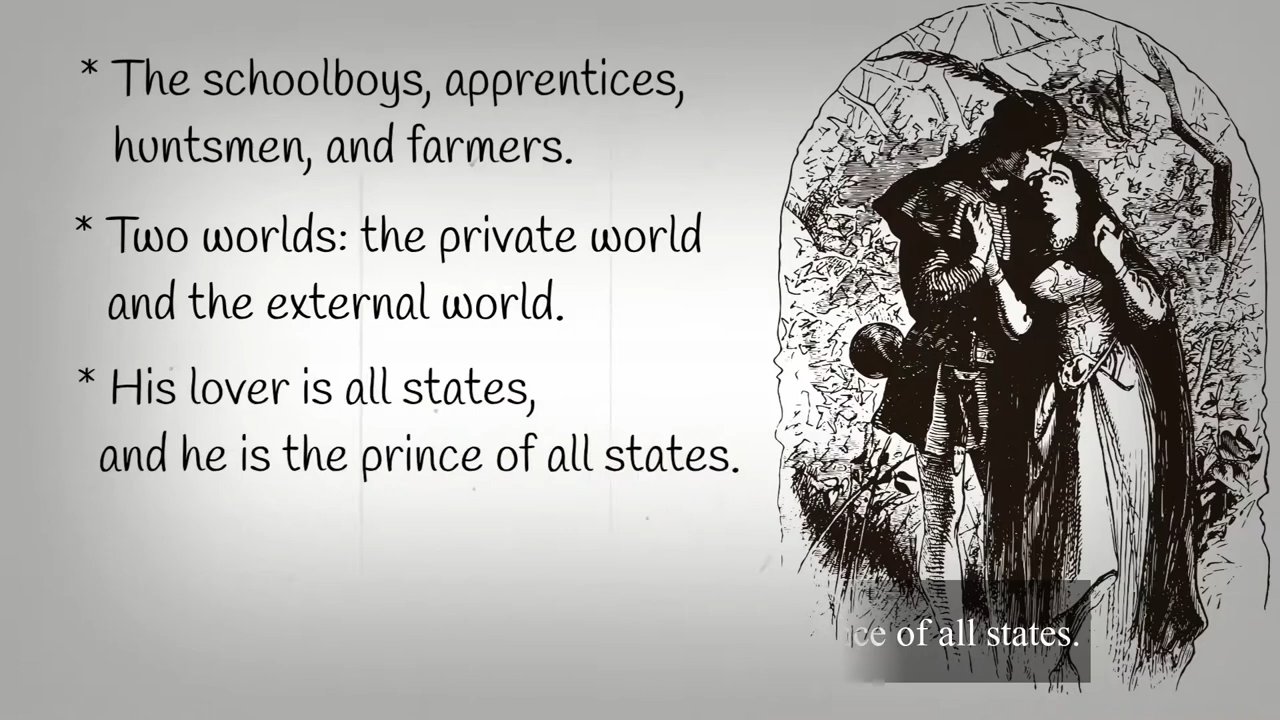 * The schoolboys, apprentices,
huntsmen, and farmers.
* Two worlds: the private world
and the external world.
* His lover is all states,
and he is the prince of all states.
of all states.